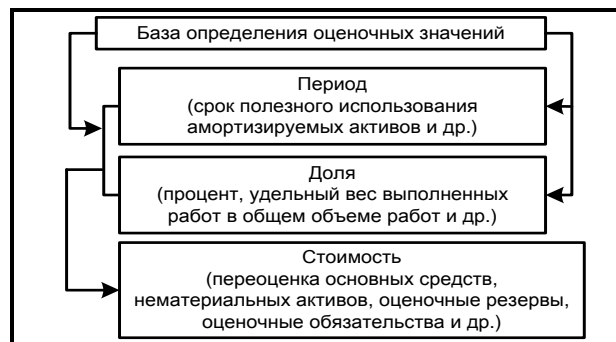 База определения оценочных значений
Период
(срок полезного использования
амортизируемых активов и др.)
Доля
(процент, удельный вес выполненных
работ в общем объеме работ и др.)
Стоимость
(переоценка основных средств,
нематериальных активов, оценочные резервы,
оценочные обязательства и др.)